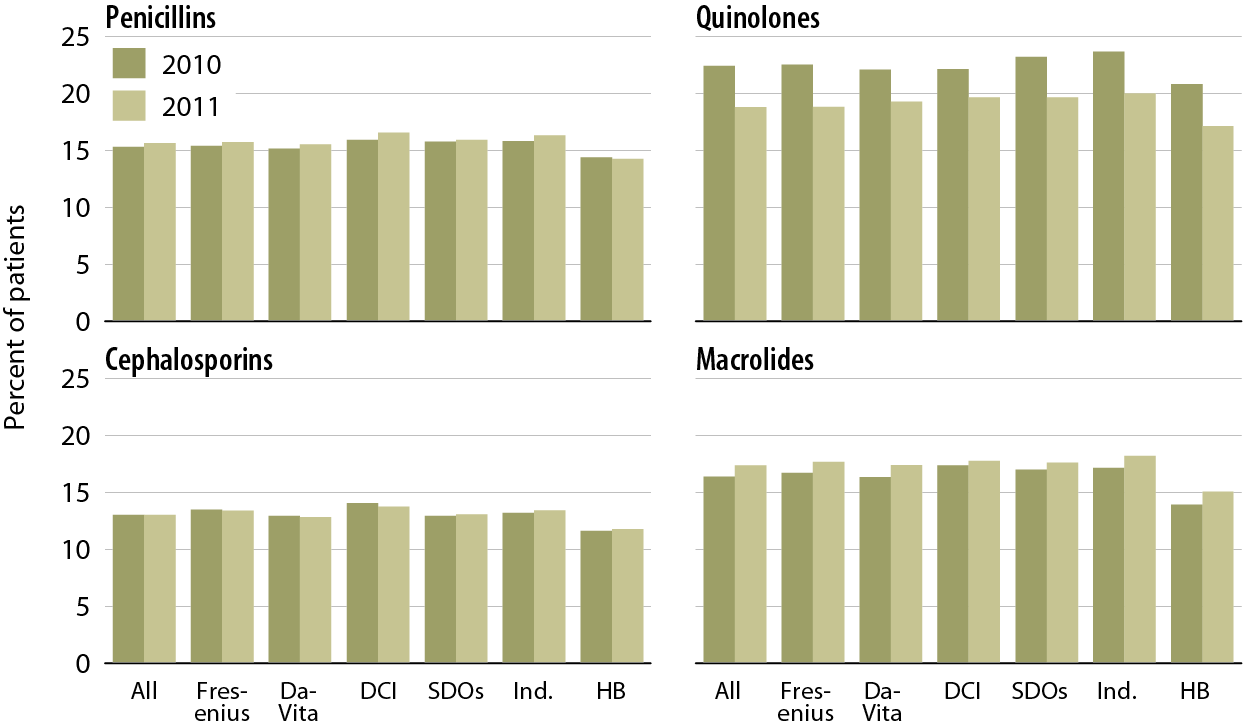 Penicillins
25
2010
20
2011
15
10
5
0
Quinolones
Percent of patients
Cephalosporins
25
20
15
10
5
0
All
Fres-
enius
Da-
Vita
DCI
SDOs
Ind.
HB
Macrolides
All
Fres-
enius
Da-
Vita
DCI
SDOs
Ind.
HB